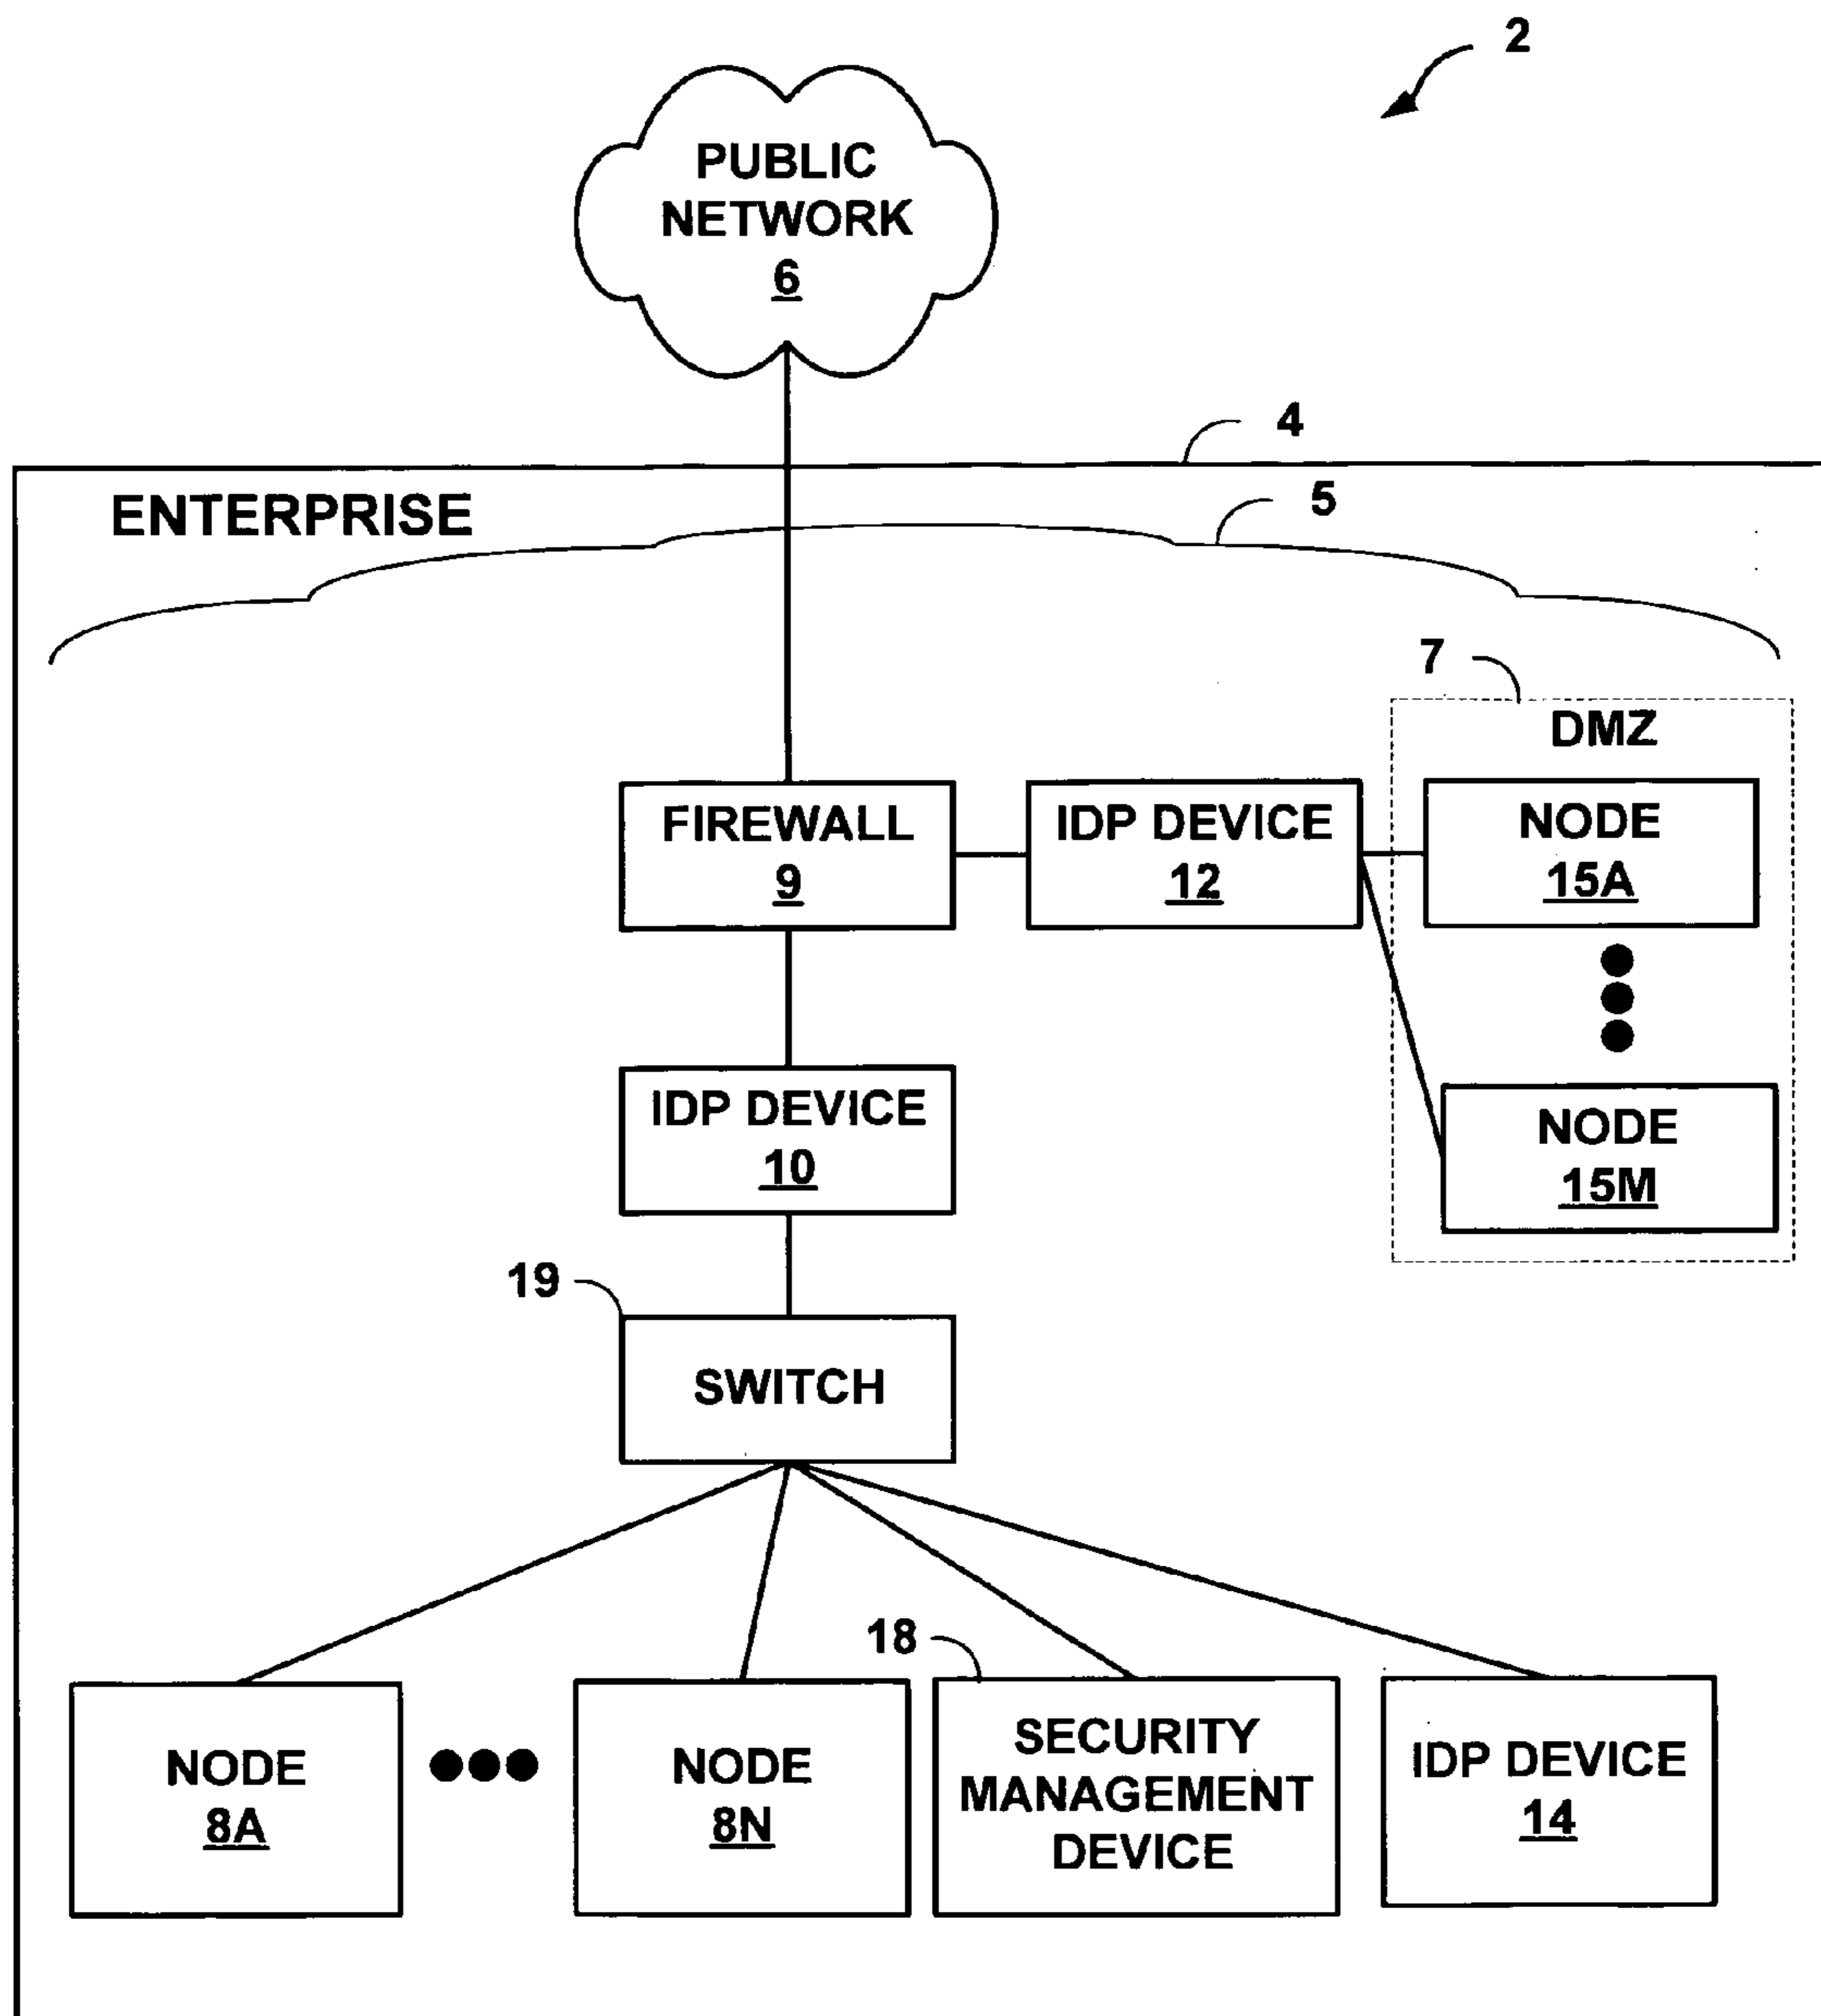 2
PUBLIC
NETWORK
6
4
ENTERPRISE
5
7
DMZ
FIREWALL
9
IDP DEVICE
12
NODE
15A
IDP DEVICE
10
NODE
15M
19
SWITCH
18
NODE
8A
NODE
8N
SECURITY
MANAGEMENT
DEVICE
IDP DEVICE
14